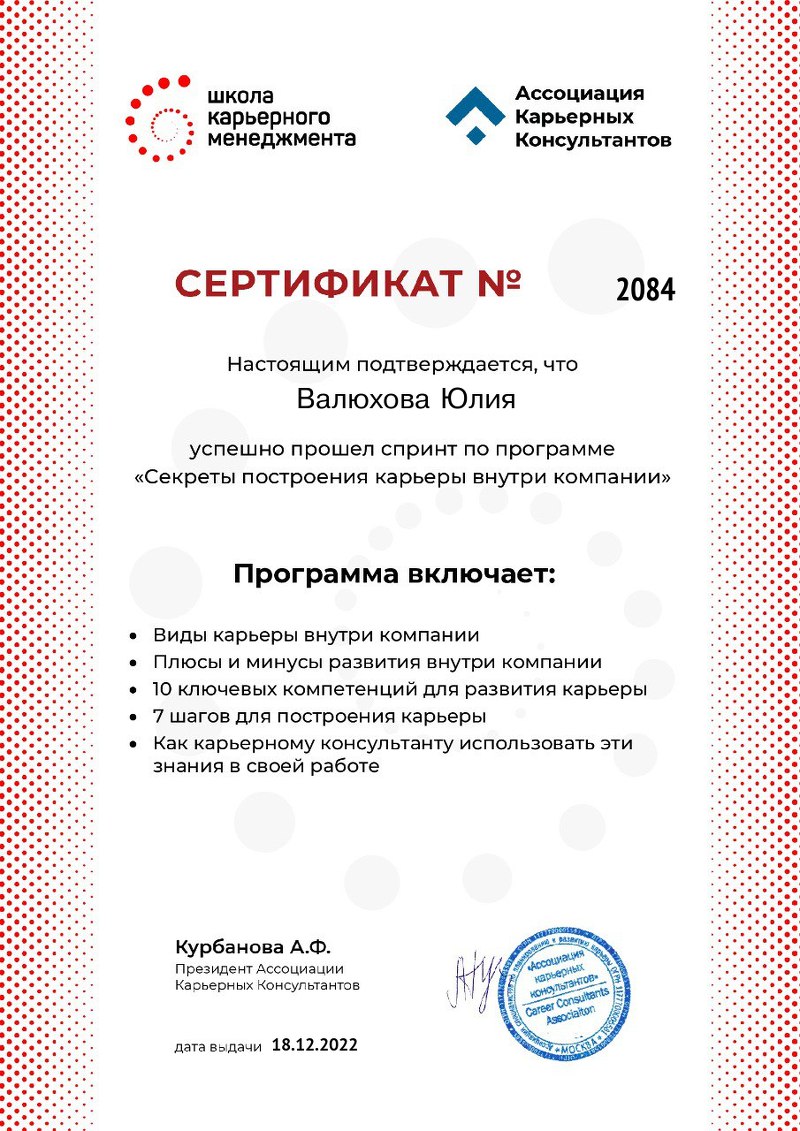 школа
карьерного
менеджмента
Ассоциация
Карьерных
Консультантов
СЕРТИФИКАТ № 2084
Настоящим подтверждается, что
Валюхова Юлия
успешно прошел спринт по программе
«Секреты построения карьеры внутри компании»
Программа включает:
• Виды карьеры внутри компании
• Плюсы и минусы развития внутри компании
• 10 ключевых компетенций для развития карьеры
• 7 шагов для построения карьеры
• Как карьерному консультанту использовать эти
знания в своей работе
Курбанова А.Ф.
Президент Ассоциации
Карьерных Консультантов
дата выдачи 18.12.2022
«Ассоциация
карьерных
консультантов»
Career Consultants
Associaiton
МОСКВА